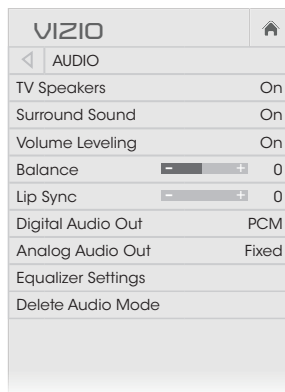 VIZIO
AUDIO
TV Speakers On
Surround Sound On
Volume Leveling On
Balance - + 0
Lip Sync - + 0
Digital Audio Out PCM
Analog Audio Out Fixed
Equalizer Settings
Delete Audio Mode